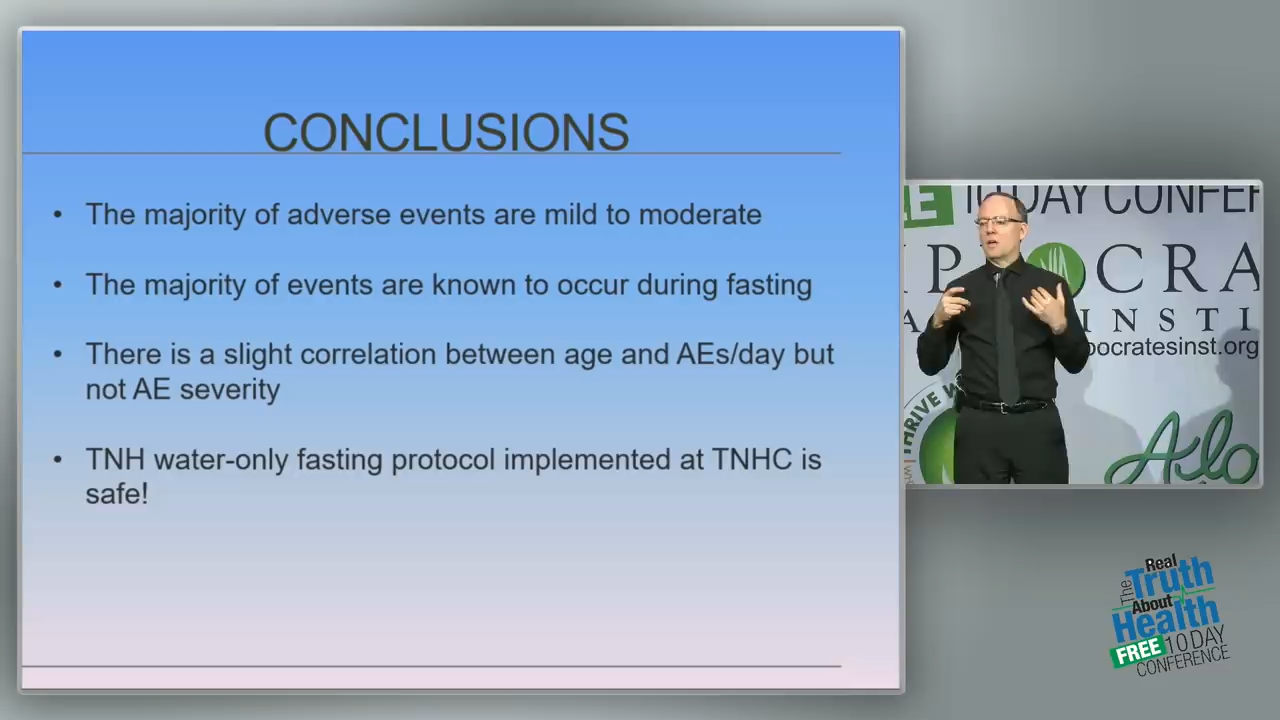 CONCLUSIONS
• The majority of adverse events are mild to moderate
• The majority of events are known to occur during fasting
• There is a slight correlation between age and AEs/day but
not AE severity
• TNH water-only fasting protocol implemented at TNHC is
safe!
EE 10 DAY CONFER
P OCRA
A INSTI
pocratesinst.org
THRIVE W
Alo
The Real
Truth
About
Health
FREE 10 DAY
CONFERENCE